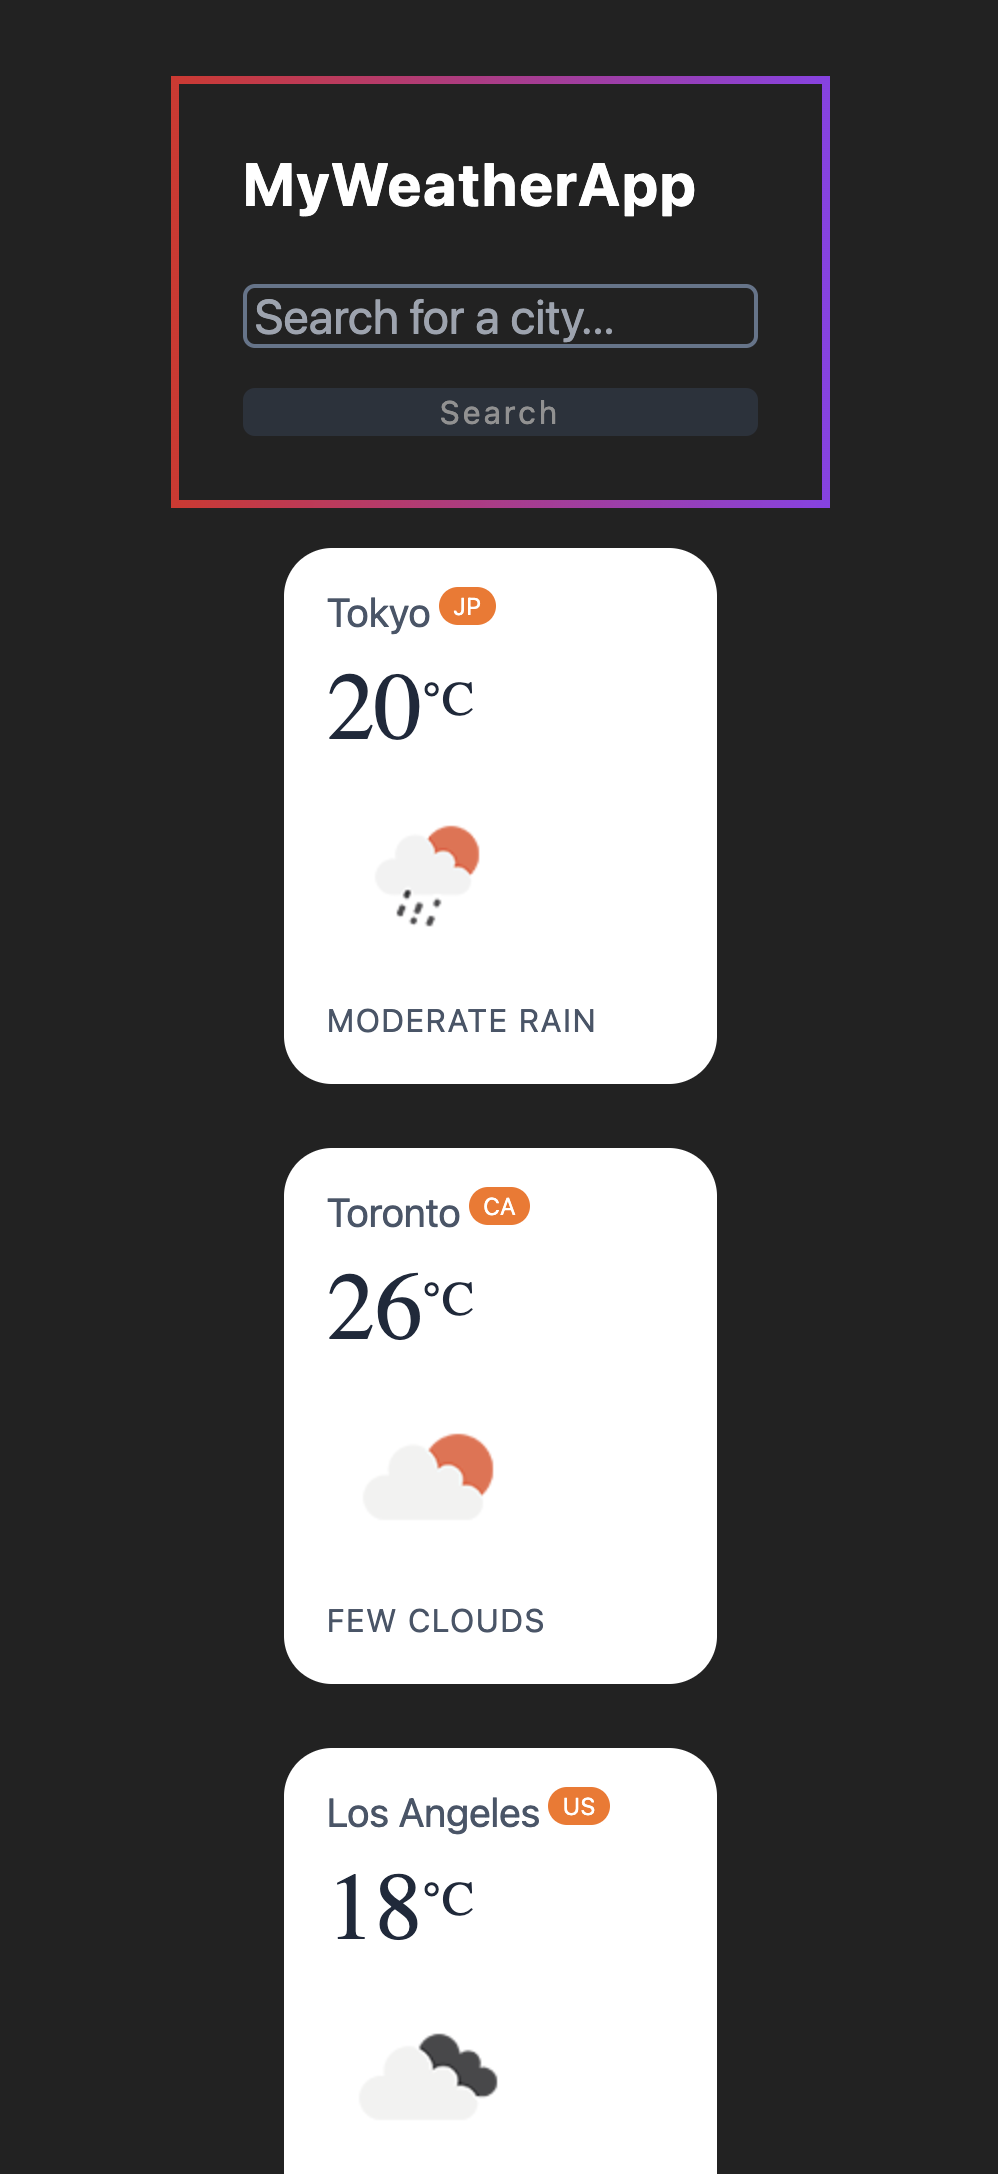 MyWeatherApp
Search for a city...
Search
Tokyo JP
20°C
MODERATE RAIN
Toronto CA
26°C
FEW CLOUDS
Los Angeles US
18°C